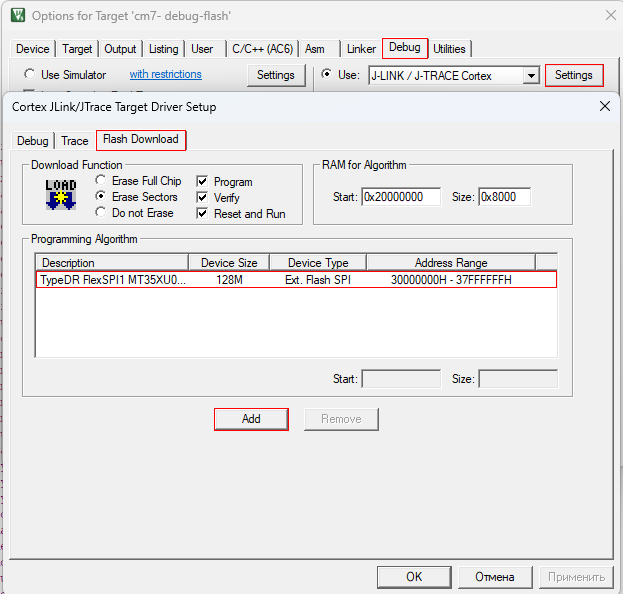 Options for Target 'cm7- debug-flash'
Device Target Output Listing User C/C++ (AC6) Asm Linker Debug Utilities
Use Simulator with restrictions Settings Use: J-LINK / J-TRACE Cortex Settings
Cortex JLink/JTrace Target Driver Setup
Debug Trace Flash Download
Download Function
LOAD
Erase Full Chip
Erase Sectors
Do not Erase
Program
Verify
Reset and Run
RAM for Algorithm
Start: 0x20000000 Size: 0x8000
Programming Algorithm
Description Device Size Device Type Address Range
TypeDR FlexSPI1 MT35XU0... 128M Ext. Flash SPI 30000000H - 37FFFFFFH
Start: Size:
Add Remove
OK Отмена Применить